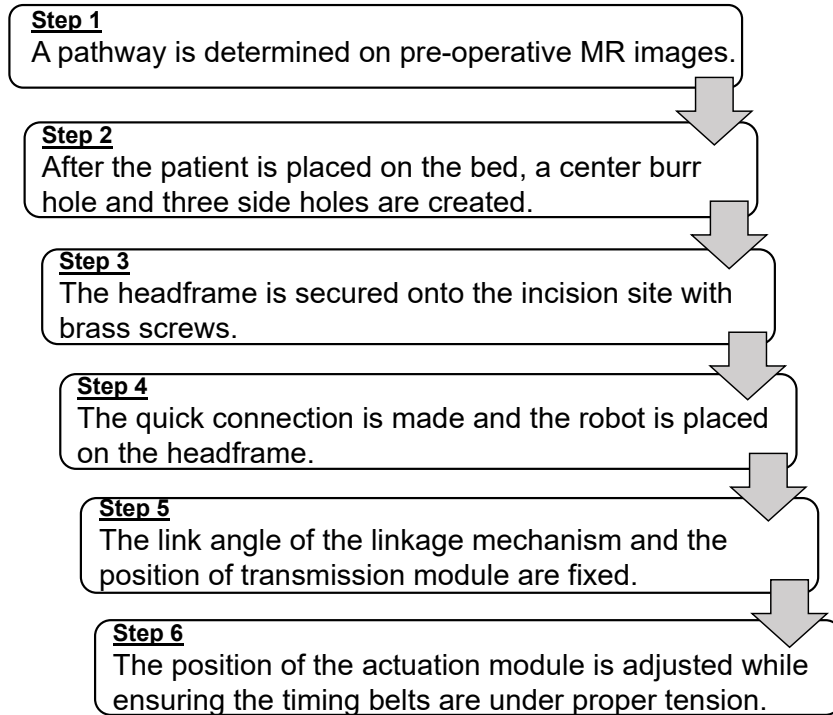 Step 1
A pathway is determined on pre-operative MR images.
Step 2
After the patient is placed on the bed, a center burr
hole and three side holes are created.
Step 3
The headframe is secured onto the incision site with
brass screws.
Step 4
The quick connection is made and the robot is placed
on the headframe.
Step 5
The link angle of the linkage mechanism and the
position of transmission module are fixed.
Step 6
The position of the actuation module is adjusted while
ensuring the timing belts are under proper tension.